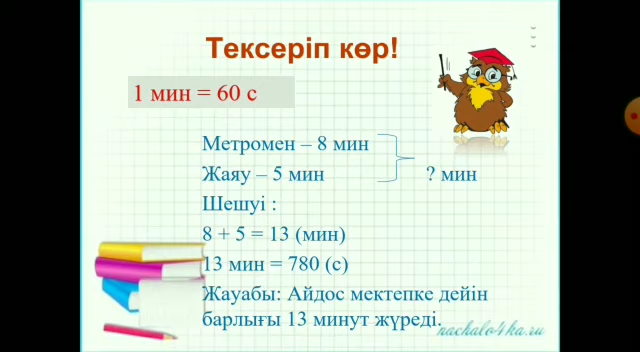 Тексеріп көр!
1 мин = 60 с
Метромен – 8 мин
Жаяу – 5 мин ? мин
Шешуі :
8 + 5 = 13 (мин)
13 мин = 780 (с)
Жауабы: Айдос мектепке дейін
барлығы 13 минут жүреді.
nachalo4ka.ru